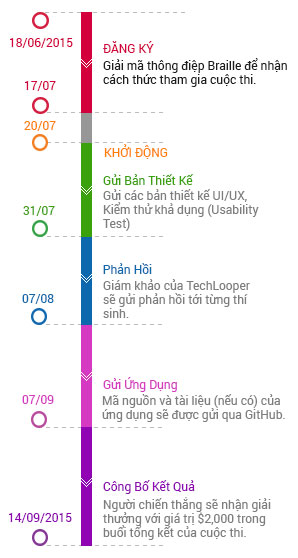 18/06/2015
ĐĂNG KÝ
Giải mã thông điệp Braille để nhận
cách thức tham gia cuộc thi.
17/07
20/07
KHỞI ĐỘNG
Gửi Bản Thiết Kế
Gửi các bản thiết kế UI/UX,
Kiểm thử khả dụng (Usability
Test)
31/07
Phản Hồi
Giám khảo của TechLooper
sẽ gửi phản hồi tới từng thí
sinh.
07/08
Gửi Ứng Dụng
Mã nguồn và tài liệu (nếu có) của
ứng dụng sẽ được gửi qua GitHub.
07/09
Công Bố Kết Quả
Người chiến thắng sẽ nhận giải
thưởng với giá trị $2,000 trong
buổi tổng kết của cuộc thi.
14/09/2015